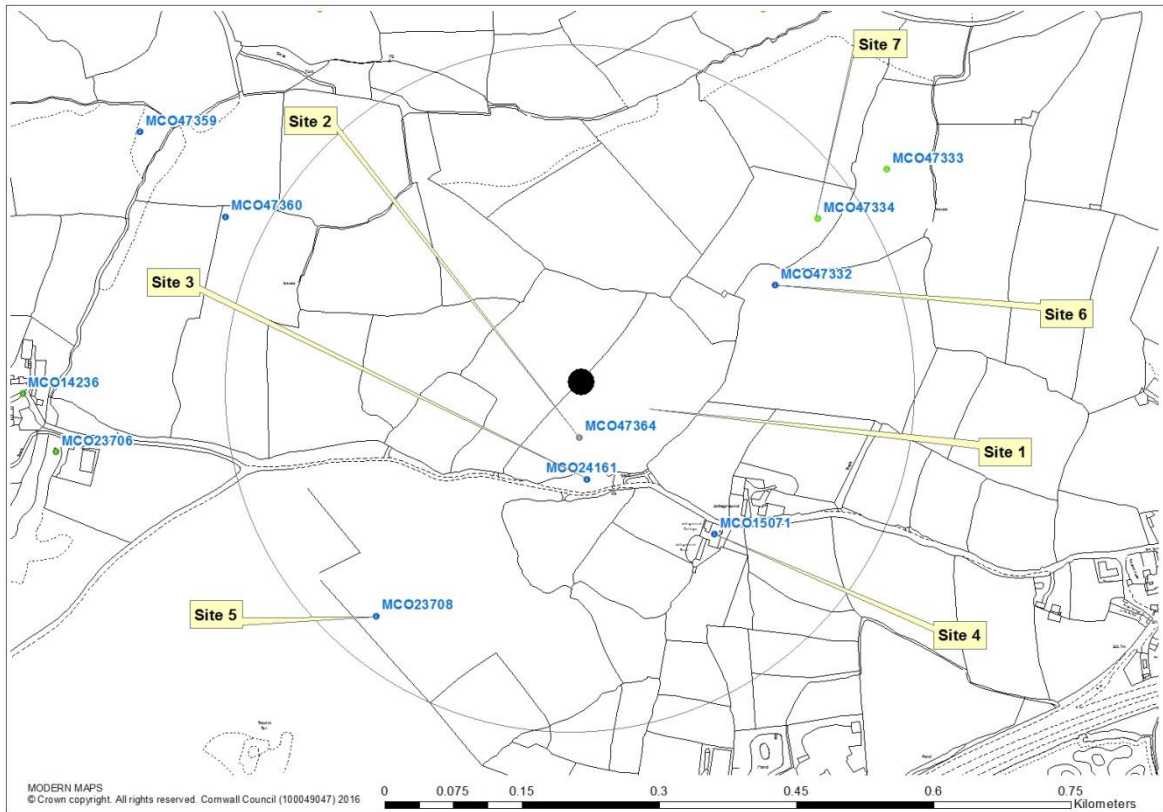 Site 7
Site 2
MCO47359
MCO47333
MCO47360
MCO47334
Site 3
MCO47332
Site 6
MCO14236
MCO47364
MCO23706
Site 1
MCO24161
MCO15071
MCO23708
Site 5
Site 4
MODERN MAPS
© Crown copyright. All rights reserved. Cornwall Council (100049047) 2016
0 0.075 0.15 0.3 0.45 0.6 0.75
Kilometers